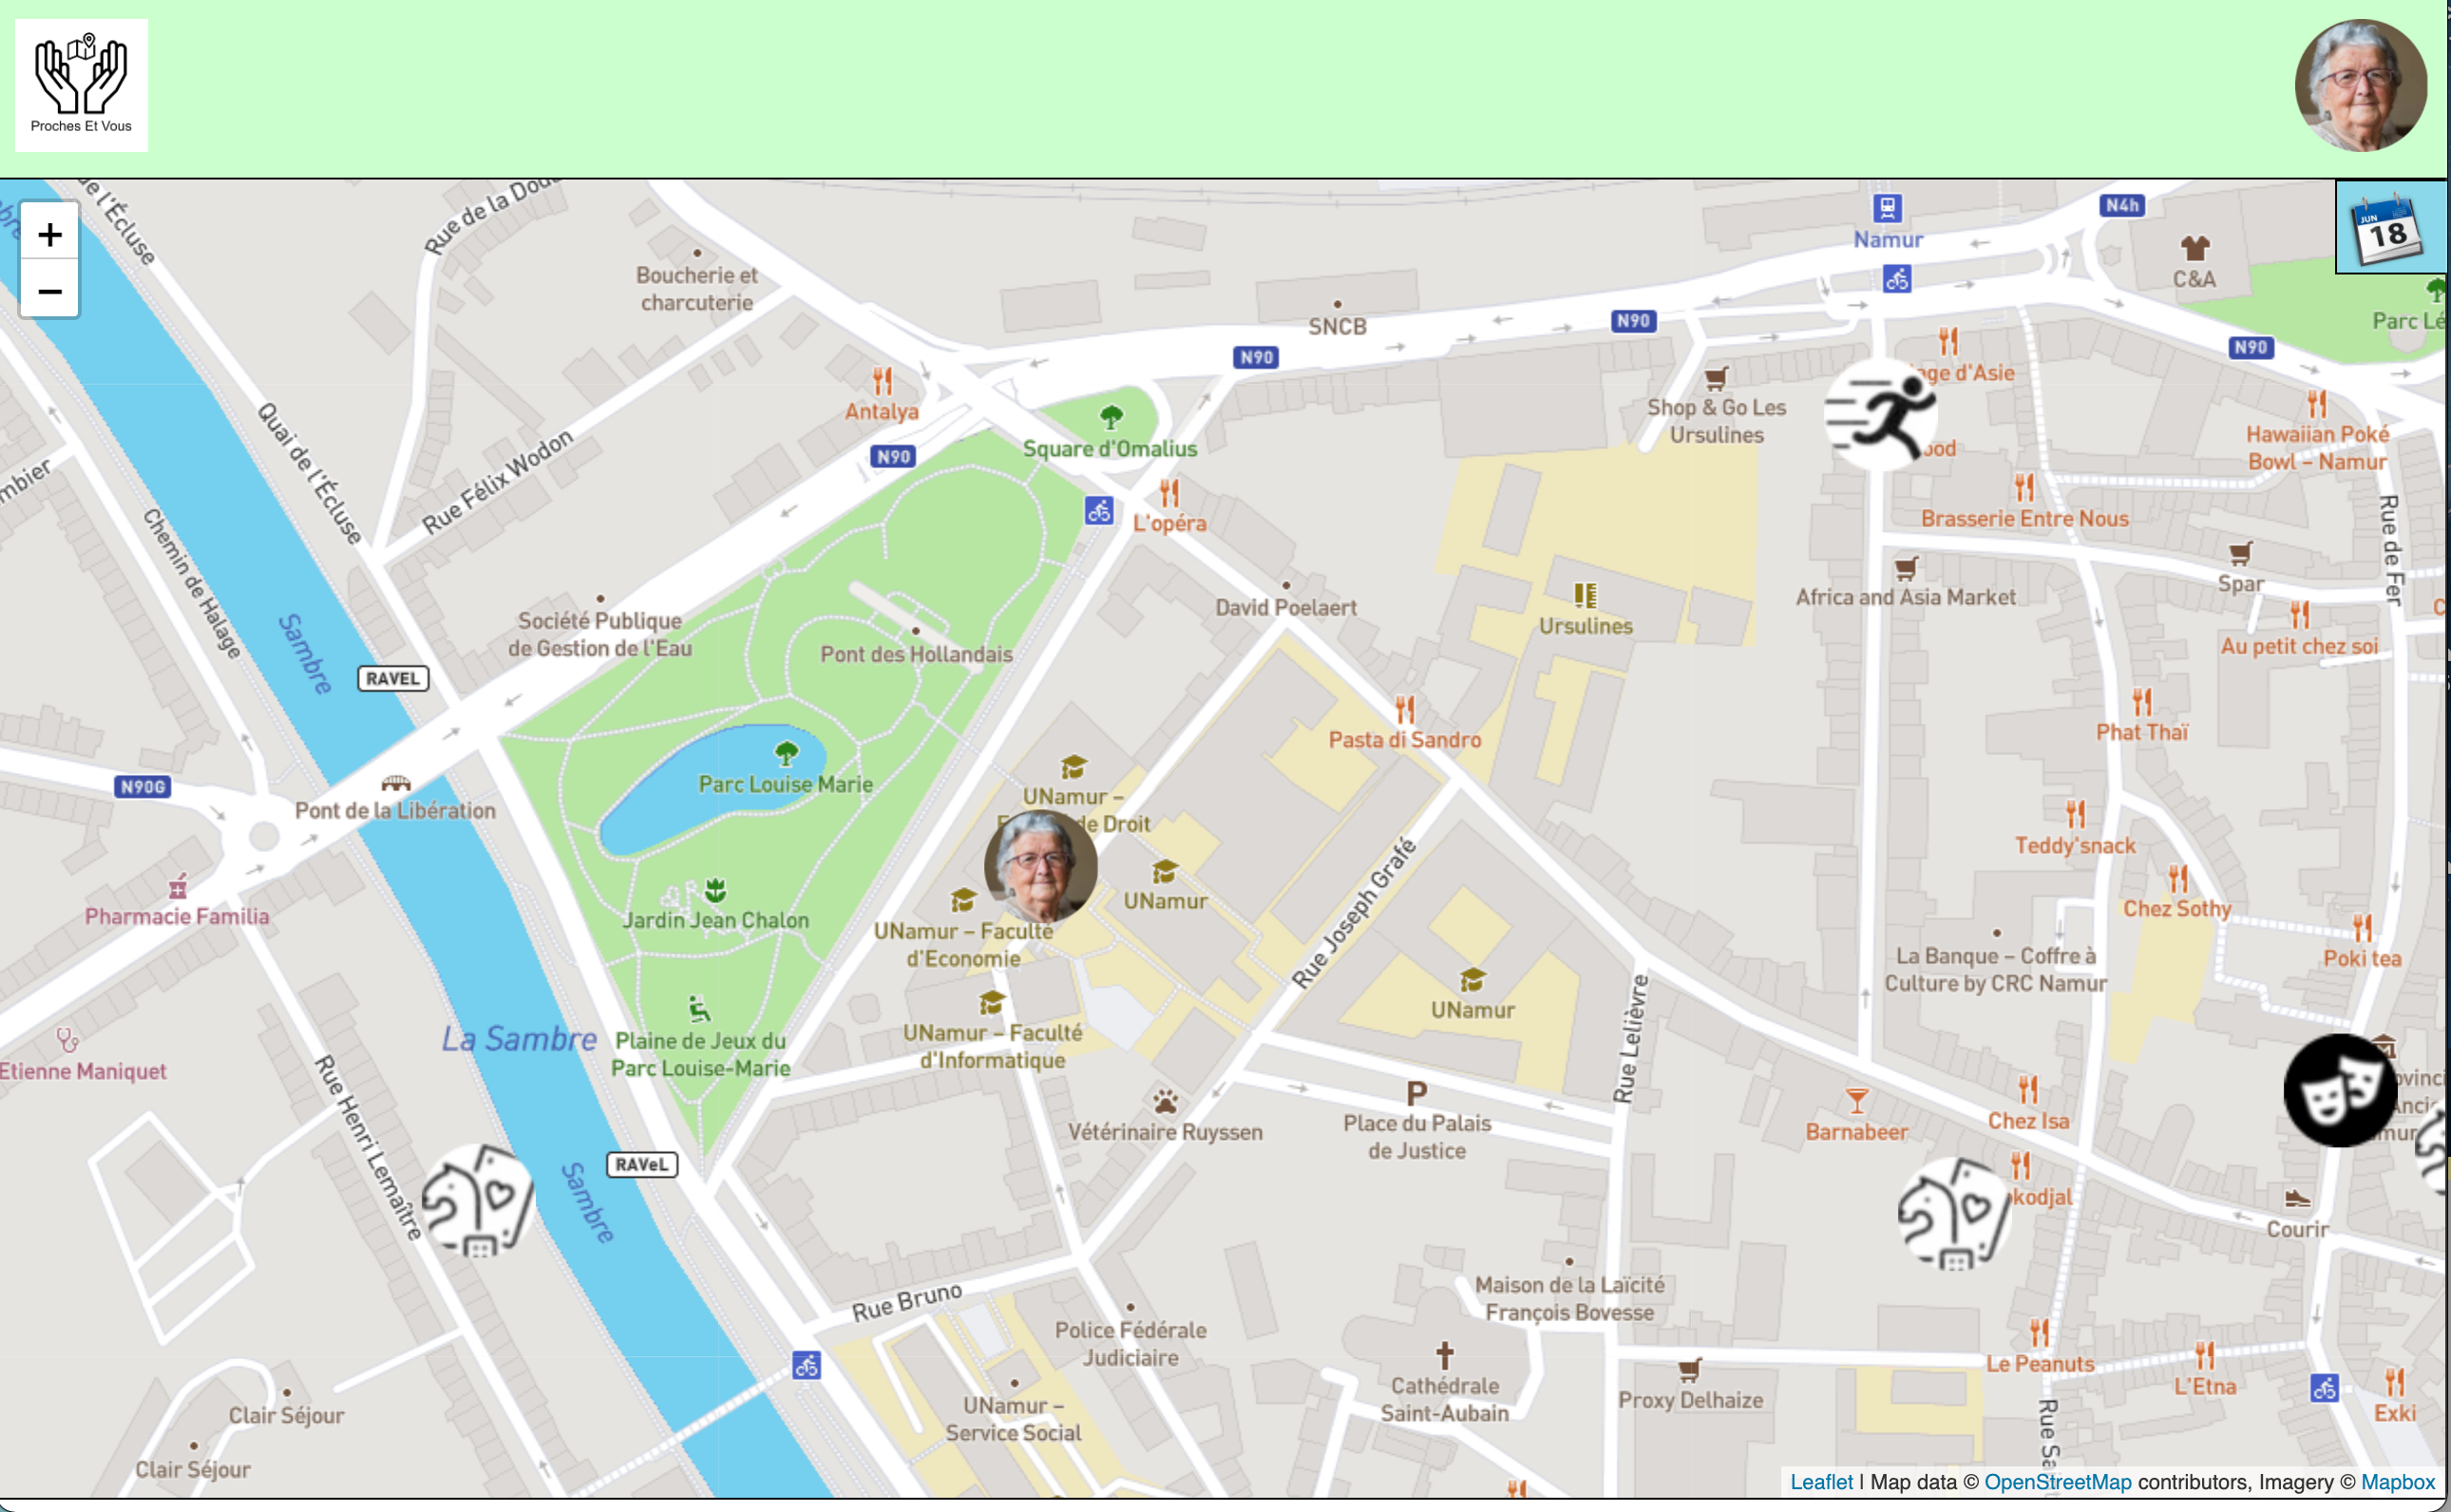 Proches Et Vous
+
−
JUN
18
Rue de la Dou
e l'Écluse
Namur
N4h
C&A
Boucherie et
charcuterie
SNCB
N90
N90
N90
Parc Lé
age d'Asie
Antalya
Shop & Go Les
Ursulines
Hawaiian Poké
Bowl – Namur
Square d'Omalius
N90
ood
Quai de l'Écluse
Rue Félix Wodon
mbier
L'opéra
Brasserie Entre Nous
Rue de Fer
Chemin de Halage
Spar
Africa and Asia Market
David Poelaert
Ursulines
Société Publique
de Gestion de l'Eau
Au petit chez soi
Pont des Hollandais
Sambre
RAVEL
Pasta di Sandro
Phat Thaï
N90G
Parc Louise Marie
Pont de la Libération
UNamur –
de Droit
Teddy'snack
Pharmacie Familia
UNamur
Rue Joseph Grafé
Chez Sothy
Jardin Jean Chalon
UNamur – Faculté
d'Economie
La Banque – Coffre à
Culture by CRC Namur
Poki tea
UNamur
La Sambre
Plaine de Jeux du
Parc Louise-Marie
UNamur – Faculté
d'Informatique
Rue Lelièvre
Etienne Maniquet
Rue Henri Lemaître
Vétérinaire Ruyssen
P
Place du Palais
de Justice
Barnabeer
Chez Isa
ovinci
Anci
mur
RAVeL
Sambre
kodjal
Courir
Rue Bruno
Maison de la Laïcité
François Bovesse
Police Fédérale
Judiciaire
Le Peanuts
L'Etna
Cathédrale
Saint-Aubain
Proxy Delhaize
Exki
Clair Séjour
UNamur –
Service Social
Rue Sa
Clair Séjour
Leaflet | Map data © OpenStreetMap contributors, Imagery © Mapbox